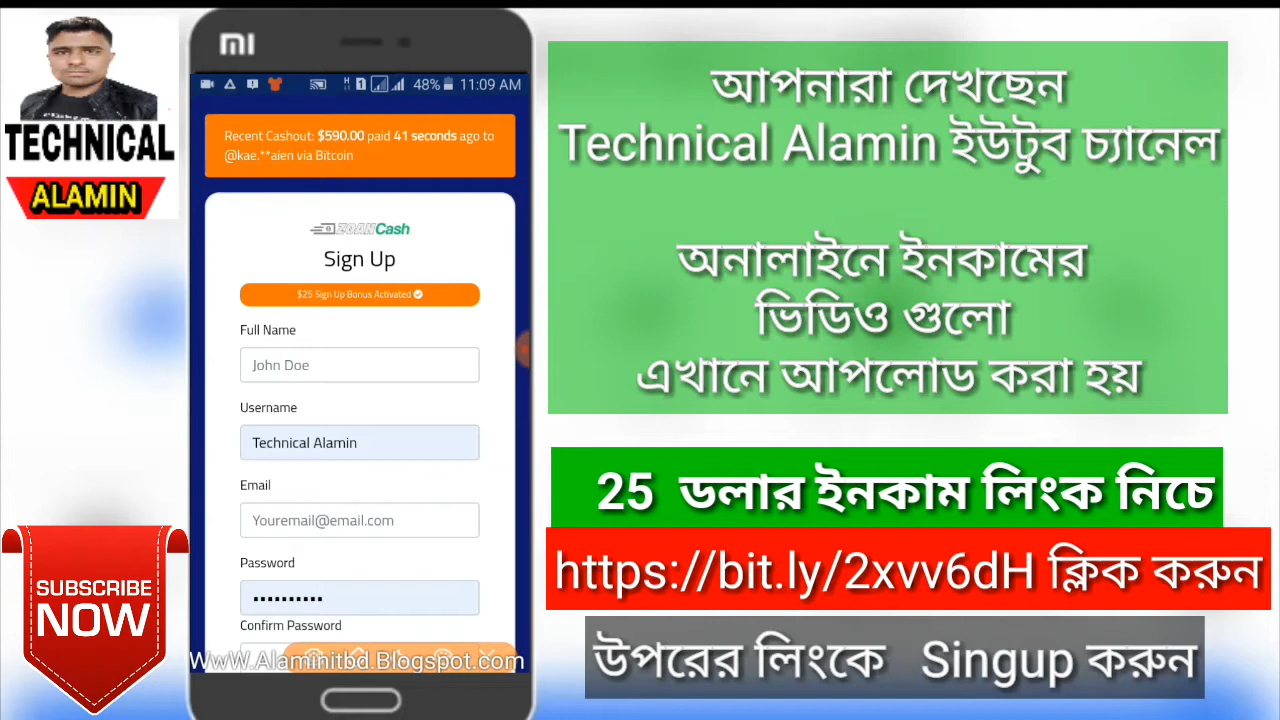 TECHNICAL
ALAMIN
SUBSCRIBE
NOW
mi
48% 11:09 AM
Recent Cashout: $590.00 paid 41 seconds ago to
@kae.**aien via Bitcoin
ZOANCash
Sign Up
$25 Sign Up Bonus Activated
Full Name
John Doe
Username
Technical Alamin
Email
Youremail@email.com
Password
••••••••••
Confirm Password
WwW.Alaminitbd.Blogspot.com
আপনারা দেখছেন
Technical Alamin ইউটুব চ্যানেল
অনালাইনে ইনকামের
ভিডিও গুলো
এখানে আপলোড করা হয়
25 ডলার ইনকাম লিংক নিচে
https://bit.ly/2xvv6dH ক্লিক করুন
উপরের লিংকে Singup করুন